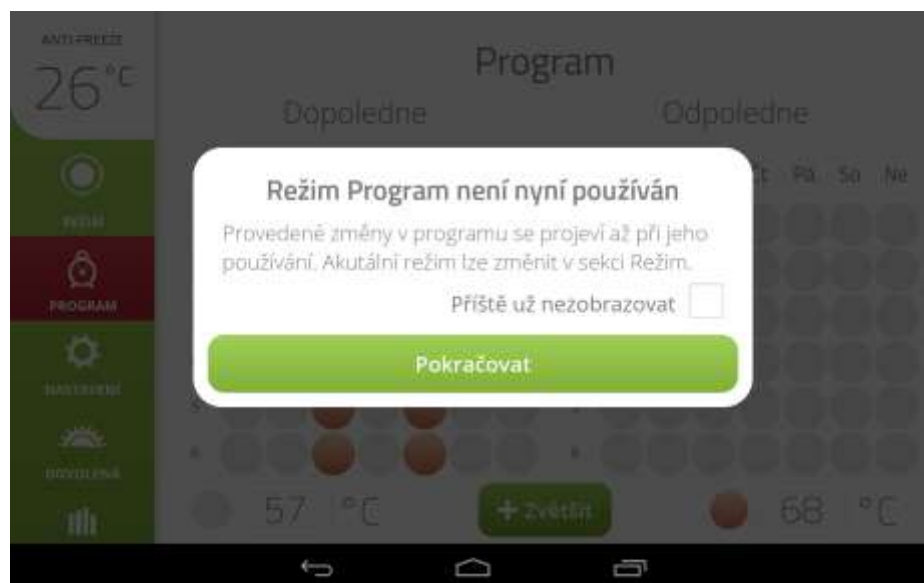 ANTI-FREEZE
26°C
Program
Dopoledne
Odpoledne
Čt Pá So Ne
Režim Program není nyní používán
Provedené změny v programu se projeví až při jeho
používání. Akutální režim lze změnit v sekci Režim.
Příště už nezobrazovat
Pokračovat
REŽIM
PROGRAM
NASTAVENÍ
DOVOLENÁ
57 °C
+ Zvětšit
68 °C